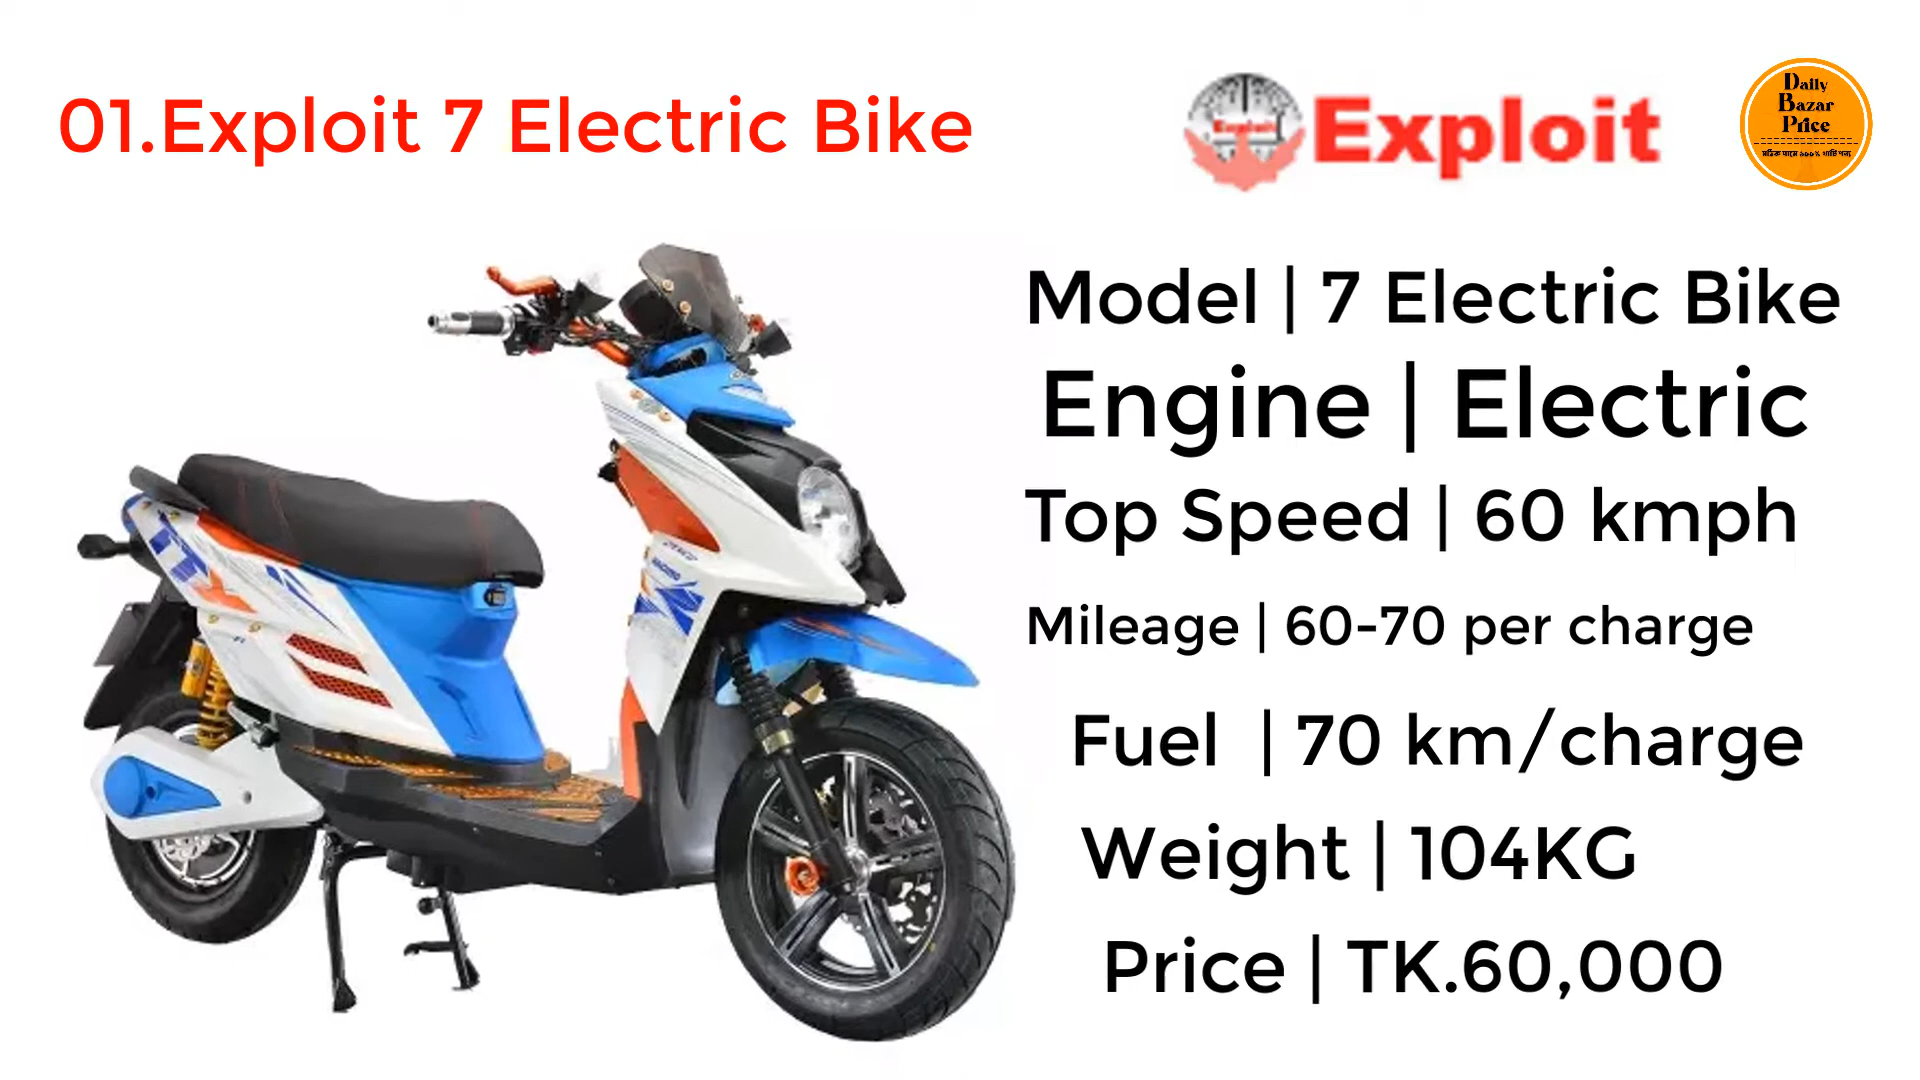 01.Exploit 7 Electric Bike
Exploit
Exploit
Daily
Bazar
Price
Model | 7 Electric Bike
Engine | Electric
Top Speed | 60 kmph
Mileage | 60-70 per charge
Fuel | 70 km/charge
Weight | 104KG
Price | TK.60,000